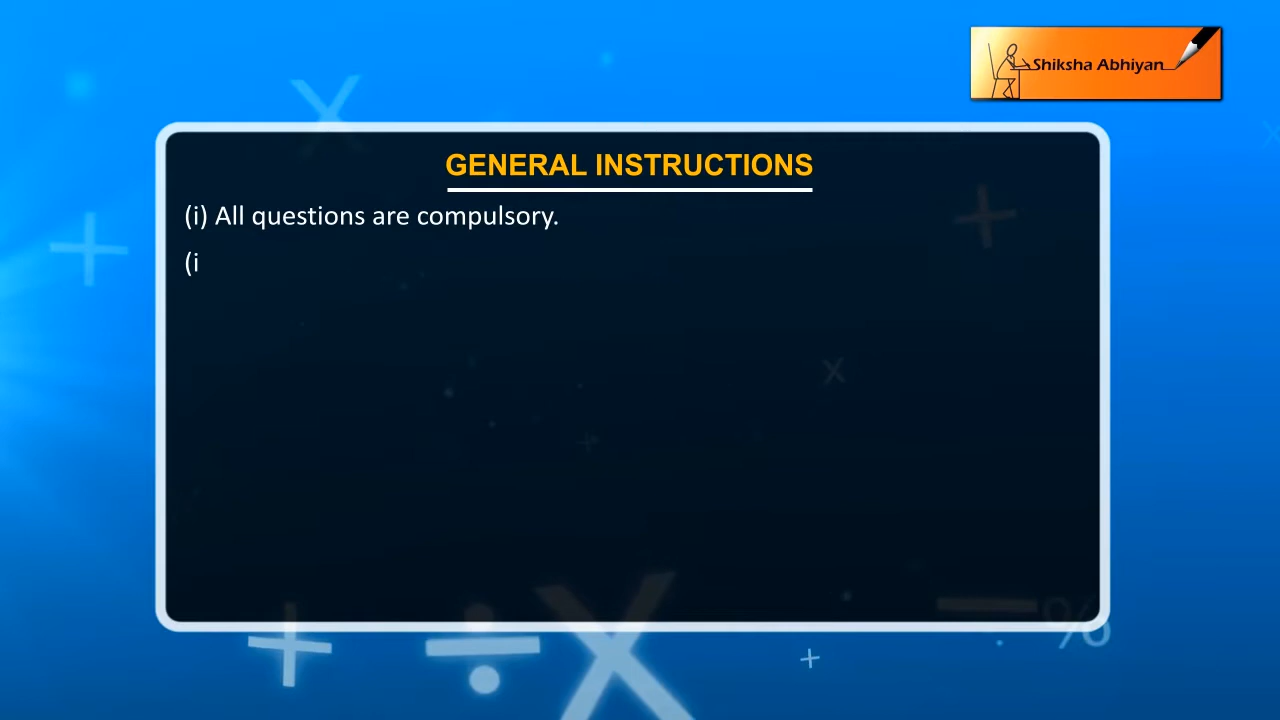 Shiksha Abhiyan
GENERAL INSTRUCTIONS
(i) All questions are compulsory.
(i